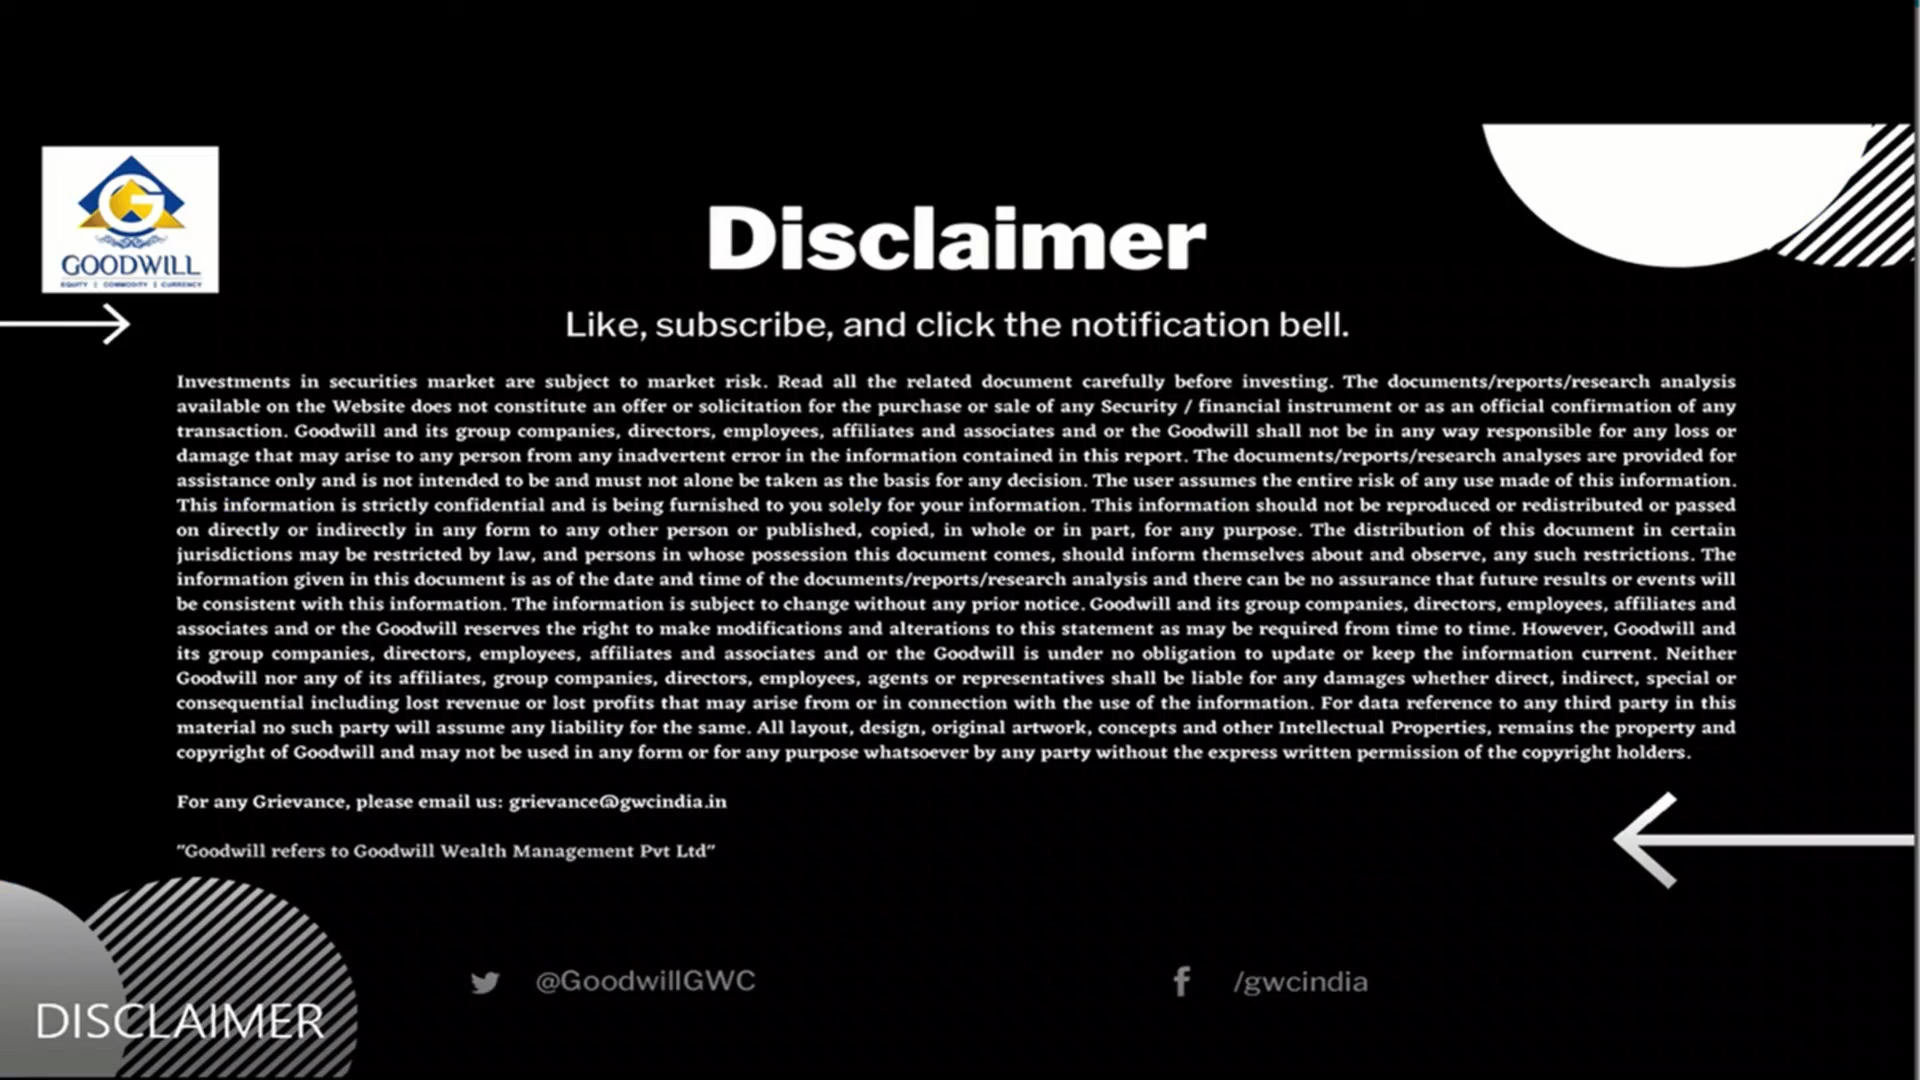 GOODWILL
EQUITY | COMMODITY | CURRENCY
Disclaimer
Like, subscribe, and click the notification bell.
Investments in securities market are subject to market risk. Read all the related document carefully before investing. The documents/reports/research analysis
available on the Website does not constitute an offer or solicitation for the purchase or sale of any Security / financial instrument or as an official confirmation of any
transaction. Goodwill and its group companies, directors, employees, affiliates and associates and or the Goodwill shall not be in any way responsible for any loss or
damage that may arise to any person from any inadvertent error in the information contained in this report. The documents/reports/research analyses are provided for
assistance only and is not intended to be and must not alone be taken as the basis for any decision. The user assumes the entire risk of any use made of this information.
This information is strictly confidential and is being furnished to you solely for your information. This information should not be reproduced or redistributed or passed
on directly or indirectly in any form to any other person or published, copied, in whole or in part, for any purpose. The distribution of this document in certain
jurisdictions may be restricted by law, and persons in whose possession this document comes, should inform themselves about and observe, any such restrictions. The
information given in this document is as of the date and time of the documents/reports/research analysis and there can be no assurance that future results or events will
be consistent with this information. The information is subject to change without any prior notice. Goodwill and its group companies, directors, employees, affiliates and
associates and or the Goodwill reserves the right to make modifications and alterations to this statement as may be required from time to time. However, Goodwill and
its group companies, directors, employees, affiliates and associates and or the Goodwill is under no obligation to update or keep the information current. Neither
Goodwill nor any of its affiliates, group companies, directors, employees, agents or representatives shall be liable for any damages whether direct, indirect, special or
consequential including lost revenue or lost profits that may arise from or in connection with the use of the information. For data reference to any third party in this
material no such party will assume any liability for the same. All layout, design, original artwork, concepts and other Intellectual Properties, remains the property and
copyright of Goodwill and may not be used in any form or for any purpose whatsoever by any party without the express written permission of the copyright holders.
For any Grievance, please email us: grievance@gwcindia.in
"Goodwill refers to Goodwill Wealth Management Pvt Ltd"
@GoodwillGWC
/gwcindia
DISCLAIMER